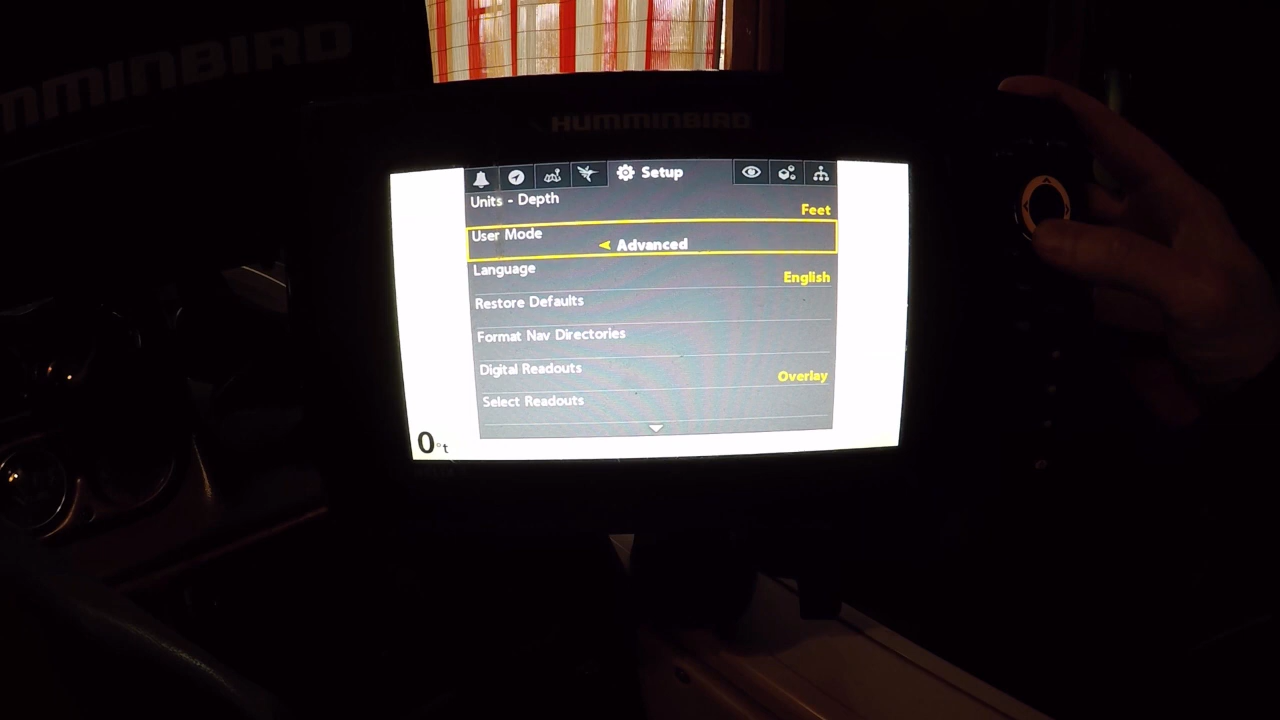 MMINBIRD
HUMMINBIRD
Setup
Units - Depth
Feet
User Mode
Advanced
Language
English
Restore Defaults
Format Nav Directories
Digital Readouts
Overlay
Select Readouts
0°t